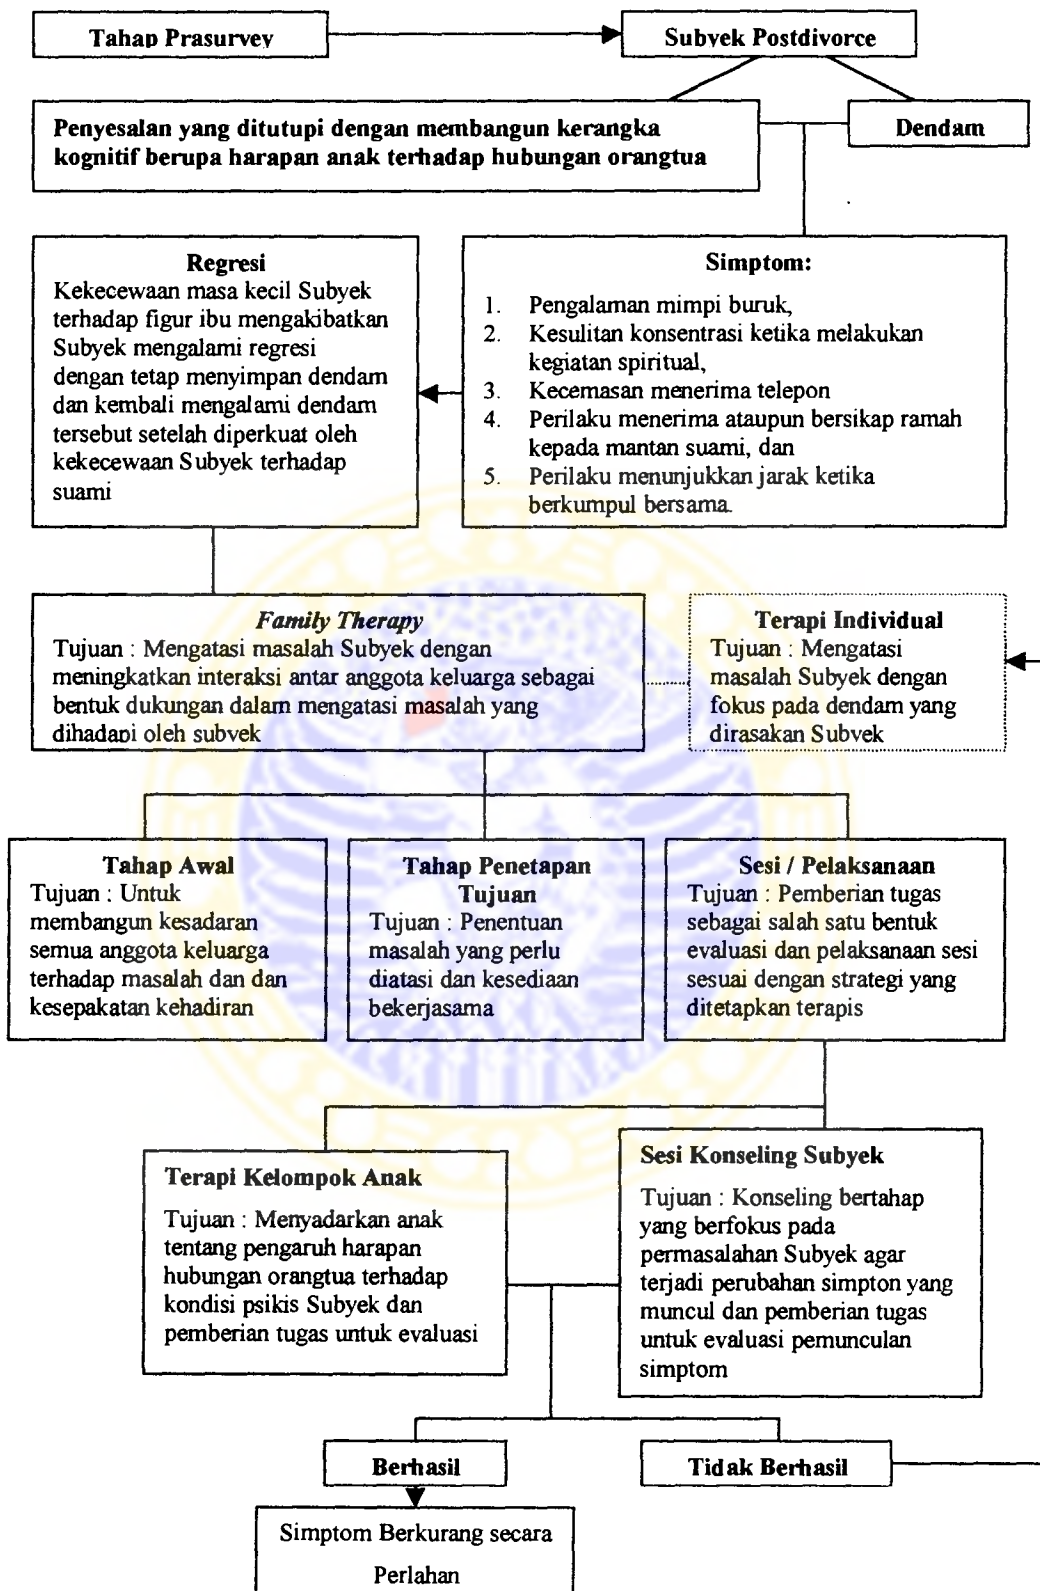 Tahap Prasurvey
Subyek Postdivorce
Penyesalan yang ditutupi dengan membangun kerangka
kognitif berupa harapan anak terhadap hubungan orangtua
Dendam
Regresi
Kekecewaan masa kecil Subyek
terhadap figur ibu mengakibatkan
Subyek mengalami regresi
dengan tetap menyimpan dendam
dan kembali mengalami dendam
tersebut setelah diperkuat oleh
kekecewaan Subyek terhadap
suami
Simptom:
1. Pengalaman mimpi buruk,
2. Kesulitan konsentrasi ketika melakukan
kegiatan spiritual,
3. Kecemasan menerima telepon
4. Perilaku menerima ataupun bersikap ramah
kepada mantan suami, dan
5. Perilaku menunjukkan jarak ketika
berkumpul bersama.
Family Therapy
Tujuan : Mengatasi masalah Subyek dengan
meningkatkan interaksi antar anggota keluarga sebagai
bentuk dukungan dalam mengatasi masalah yang
dihadapi oleh subyek
Terapi Individual
Tujuan : Mengatasi
masalah Subyek dengan
fokus pada dendam yang
dirasakan Subyek
Tahap Awal
Tujuan : Untuk
membangun kesadaran
semua anggota keluarga
terhadap masalah dan dan
kesepakatan kehadiran
Tahap Penetapan
Tujuan
Tujuan : Penentuan
masalah yang perlu
diatasi dan kesediaan
bekerjasama
Sesi / Pelaksanaan
Tujuan : Pemberian tugas
sebagai salah satu bentuk
evaluasi dan pelaksanaan sesi
sesuai dengan strategi yang
ditetapkan terapis
Terapi Kelompok Anak
Tujuan : Menyadarkan anak
tentang pengaruh harapan
hubungan orangtua terhadap
kondisi psikis Subyek dan
pemberian tugas untuk evaluasi
Sesi Konseling Subyek
Tujuan : Konseling bertahap
yang berfokus pada
permasalahan Subyek agar
terjadi perubahan simpton yang
muncul dan pemberian tugas
untuk evaluasi pemunculan
simptom
Berhasil
Tidak Berhasil
Simptom Berkurang secara
Perlahan